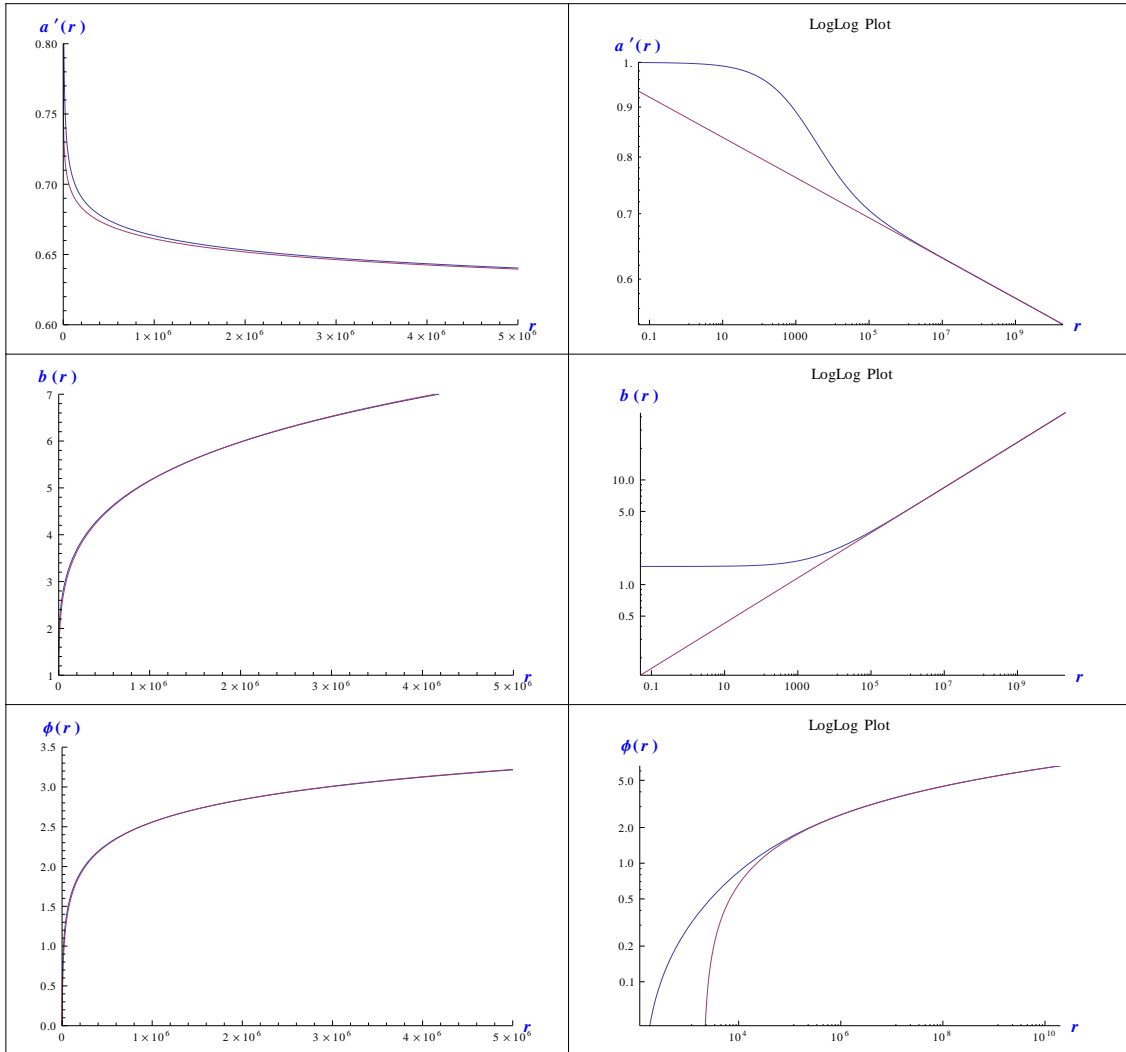 a′(r)
0.80
0.75
0.70
0.65
0.60
0
1 × 10^6
2 × 10^6
3 × 10^6
4 × 10^6
5 × 10^6
r
LogLog Plot
a′(r)
1.
0.9
0.8
0.7
0.6
0.1
10
1000
10^5
10^7
10^9
r
b(r)
7
6
5
4
3
2
1
0
1 × 10^6
2 × 10^6
3 × 10^6
4 × 10^6
5 × 10^6
r
LogLog Plot
b(r)
10.0
5.0
1.0
0.5
0.1
10
1000
10^5
10^7
10^9
r
ϕ(r)
3.5
3.0
2.5
2.0
1.5
1.0
0.5
0.0
0
1 × 10^6
2 × 10^6
3 × 10^6
4 × 10^6
5 × 10^6
r
LogLog Plot
ϕ(r)
5.0
2.0
1.0
0.5
0.2
0.1
10^4
10^6
10^8
10^10
r